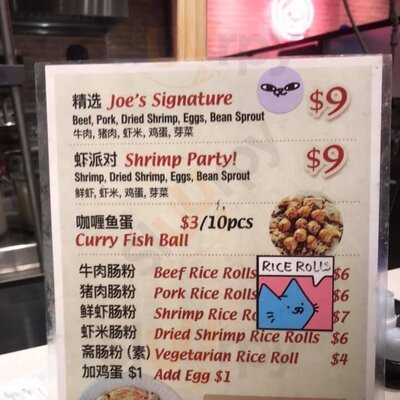 精选 Joe's Signature $9
Beef, Pork, Dried Shrimp, Eggs, Bean Sprout
牛肉, 猪肉, 虾米, 鸡蛋, 芽菜
虾派对 Shrimp Party! $9
Shrimp, Dried Shrimp, Eggs, Bean Sprout
鲜虾, 虾米, 鸡蛋, 芽菜
咖喱鱼蛋 $3/10pcs
Curry Fish Ball
RICE ROLLS
牛肉肠粉 Beef Rice Rolls $6
猪肉肠粉 Pork Rice Rolls $6
鲜虾肠粉 Shrimp Rice $7
虾米肠粉 Dried Shrimp Rice Rolls $6
斋肠粉 (素) Vegetarian Rice Roll $4
加鸡蛋 $1 Add Egg $1